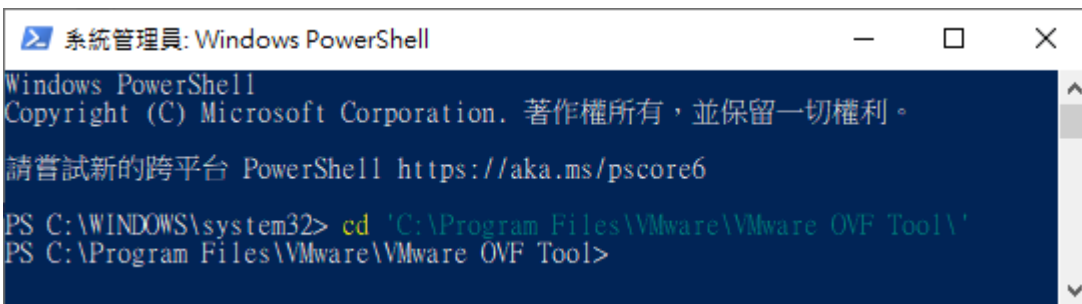 系統管理員: Windows PowerShell
Windows PowerShell
Copyright (C) Microsoft Corporation. 著作權所有，並保留一切權利。
請嘗試新的跨平台 PowerShell https://aka.ms/pscore6
PS C:\WINDOWS\system32> cd 'C:\Program Files\VMware\VMware OVF Tool\'
PS C:\Program Files\VMware\VMware OVF Tool>